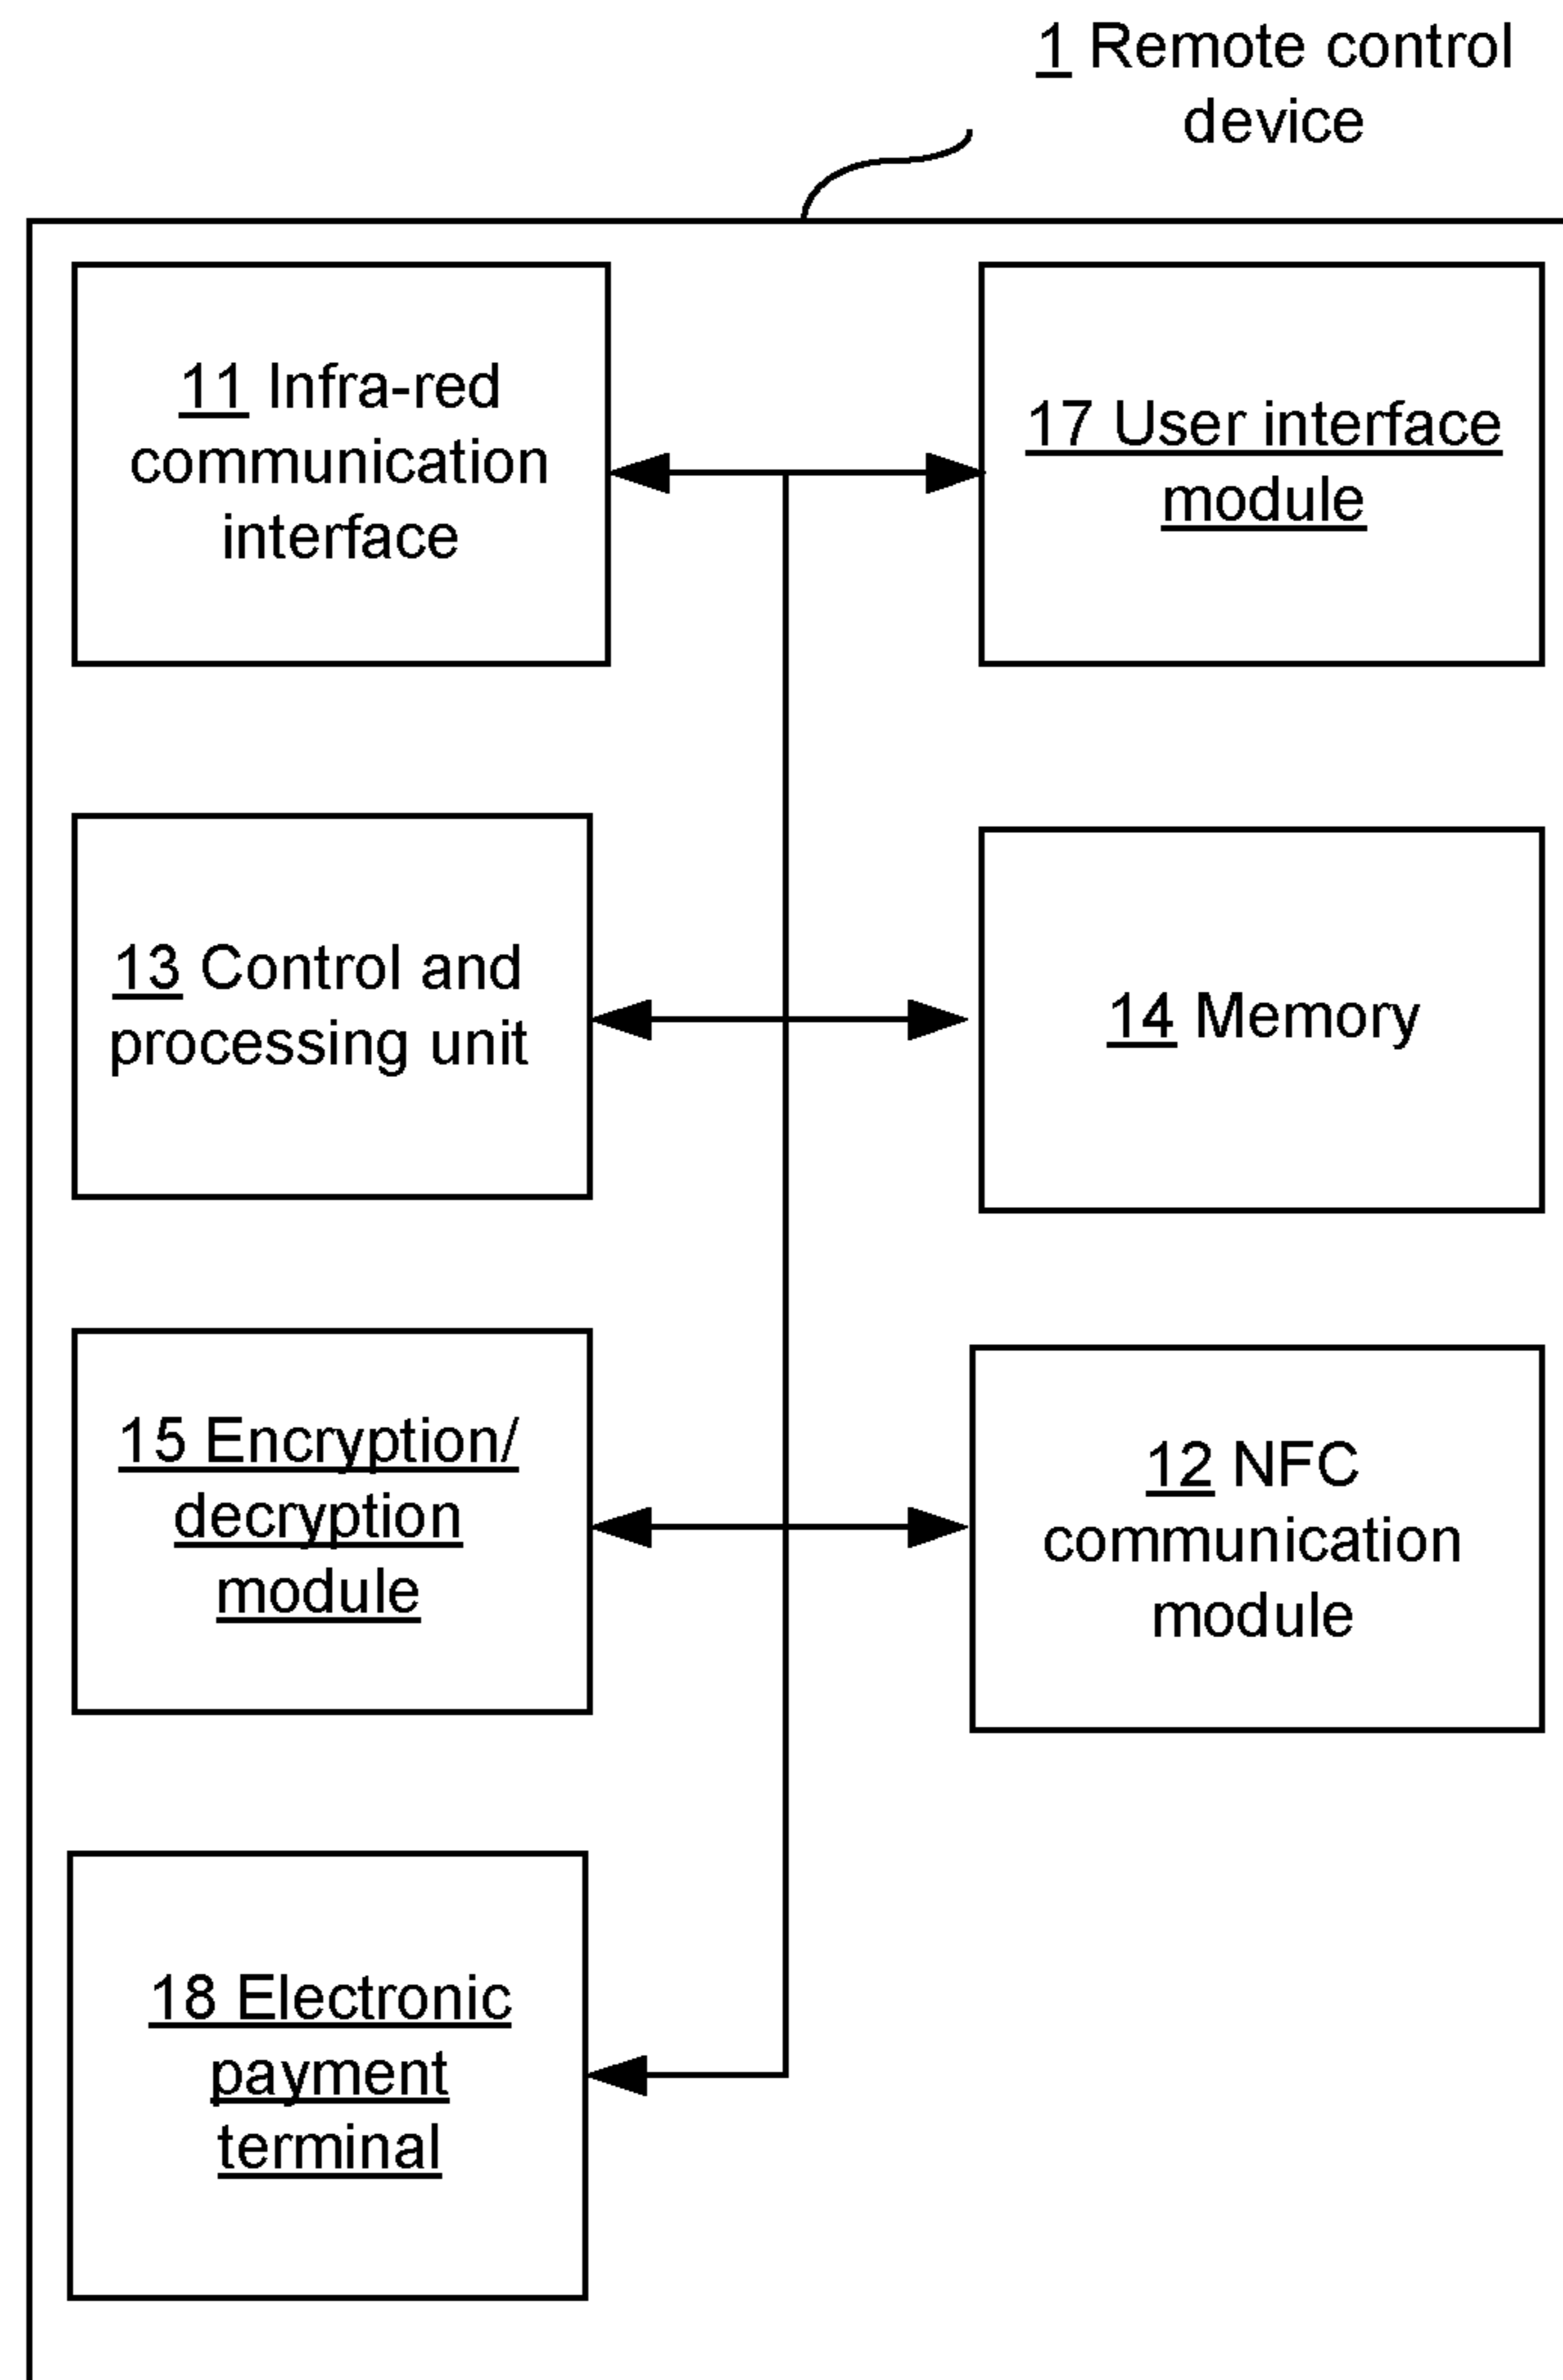 1 Remote control
device
11 Infra-red
communication
interface
17 User interface
module
13 Control and
processing unit
14 Memory
15 Encryption/
decryption
module
12 NFC
communication
module
18 Electronic
payment
terminal